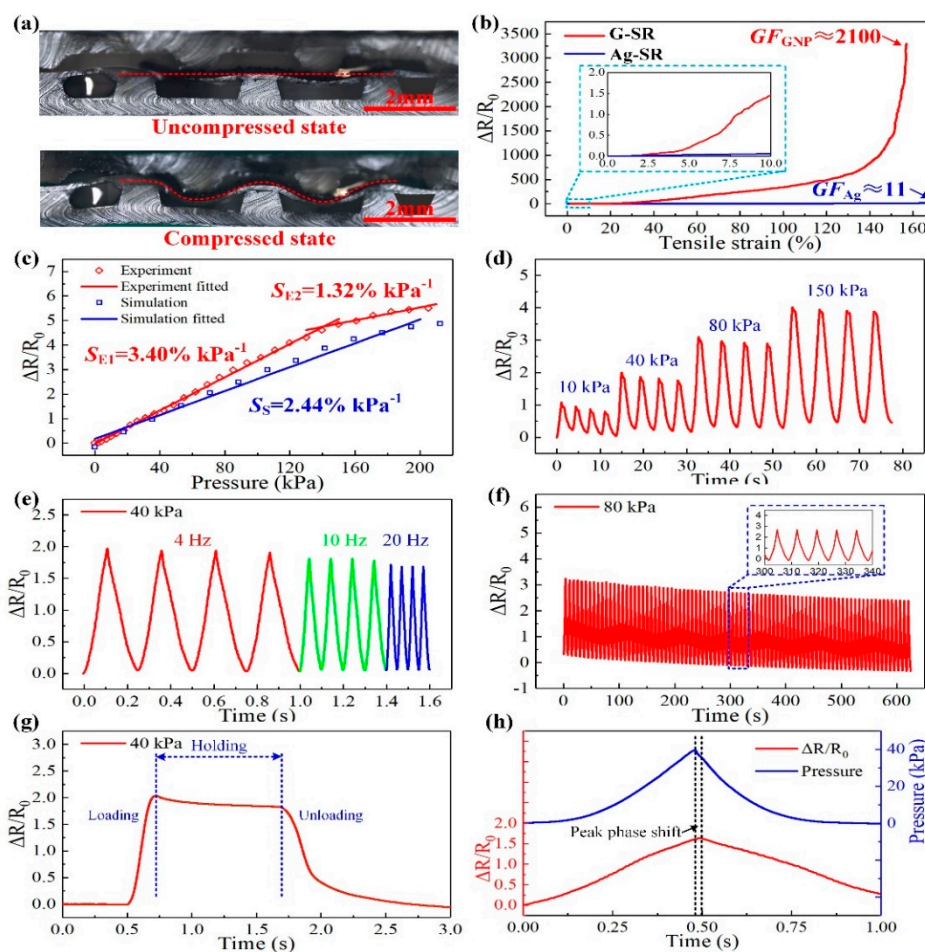 (a)
2mm
Uncompressed state
2mm
Compressed state
(b)
G-SR
Ag-SR
GF_GNP≈2100
GF_Ag≈11
ΔR/R₀
3500
3000
2500
2000
1500
1000
500
0
2.0
1.5
1.0
0.5
0.0
0.0 2.5 5.0 7.5 10.0
0 20 40 60 80 100 120 140 160
Tensile strain (%)
(c)
Experiment
Experiment fitted
Simulation
Simulation fitted
S_E2=1.32% kPa⁻¹
S_E1=3.40% kPa⁻¹
S_S=2.44% kPa⁻¹
ΔR/R₀
8
7
6
5
4
3
2
1
0
0 40 80 120 160 200
Pressure (kPa)
(d)
10 kPa
40 kPa
80 kPa
150 kPa
ΔR/R₀
5
4
3
2
1
0
0 10 20 30 40 50 60 70 80
Time (s)
(e)
40 kPa
4 Hz
10 Hz
20 Hz
ΔR/R₀
2.5
2.0
1.5
1.0
0.5
0.0
0.0 0.2 0.4 0.6 0.8 1.0 1.2 1.4 1.6
Time (s)
(f)
80 kPa
4
3
2
1
0
300 310 320 330 340
ΔR/R₀
6
5
4
3
2
1
0
-1
0 100 200 300 400 500 600
Time (s)
(g)
40 kPa
Holding
Loading
Unloading
ΔR/R₀
3.0
2.5
2.0
1.5
1.0
0.5
0.0
0.0 0.5 1.0 1.5 2.0 2.5 3.0
Time (s)
(h)
ΔR/R₀
Pressure
Peak phase shift
ΔR/R₀
2.0
1.5
1.0
0.5
0.0
Pressure (kPa)
40
20
0
0.00 0.25 0.50 0.75 1.00
Time (s)